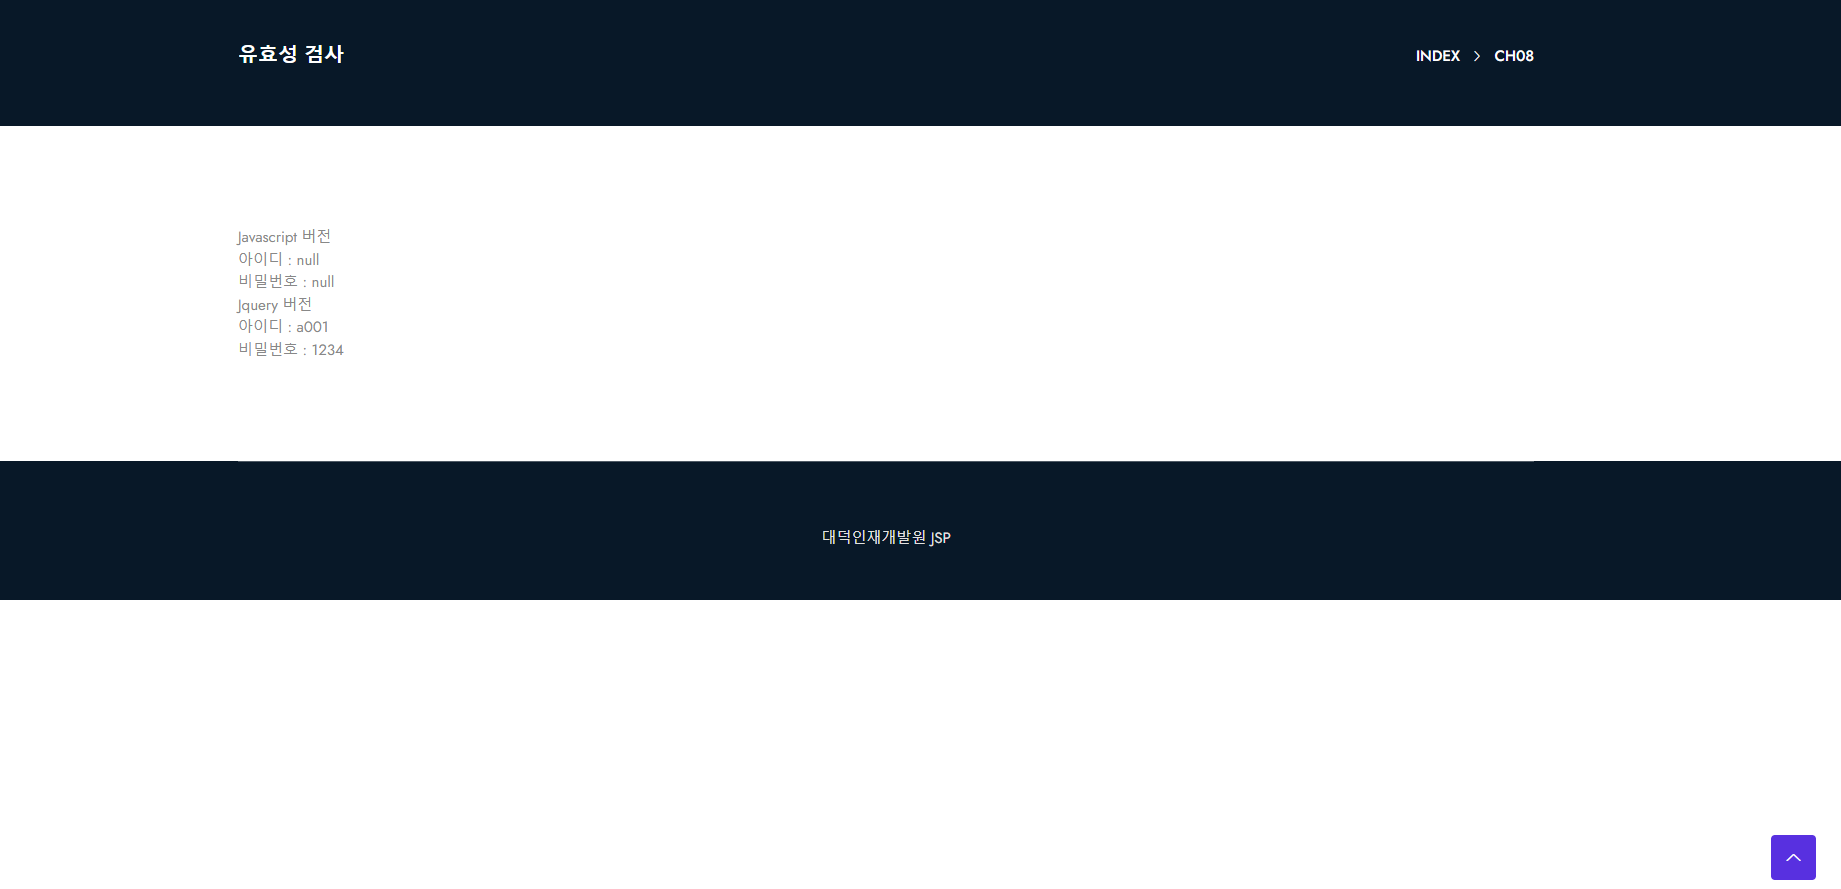 유효성 검사
INDEX > CH08
Javascript 버전
아이디 : null
비밀번호 : null
Jquery 버전
아이디 : a001
비밀번호 : 1234
대덕인재개발원 JSP